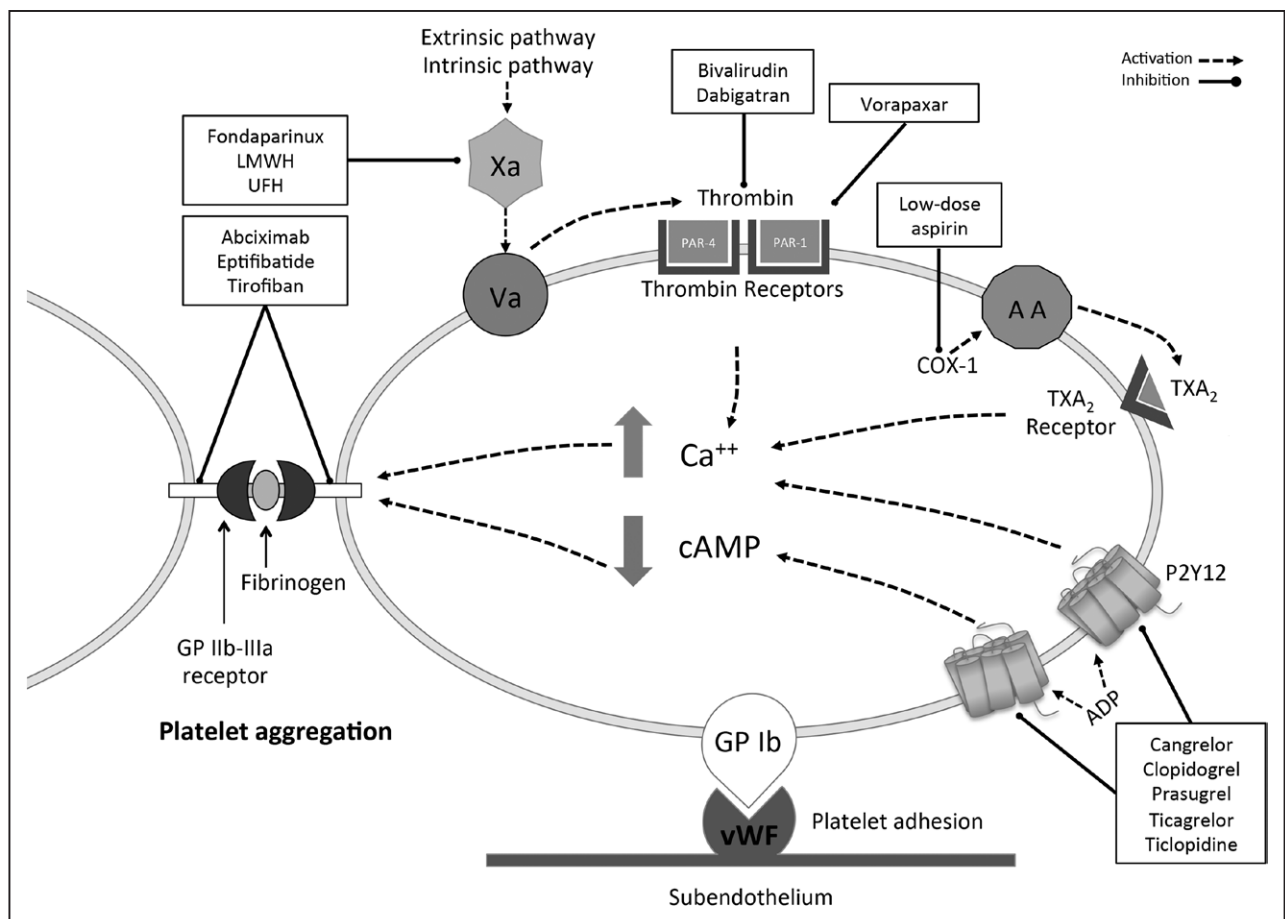 Extrinsic pathway
Intrinsic pathway
Activation
Inhibition
Bivalirudin
Dabigatran
Vorapaxar
Fondaparinux
LMWH
UFH
Xa
Thrombin
Low-dose
aspirin
Abciximab
Eptifibatide
Tirofiban
PAR-4
PAR-1
Thrombin Receptors
Va
A A
COX-1
TXA₂
TXA₂
Receptor
Ca⁺⁺
cAMP
P2Y12
Fibrinogen
GP IIb-IIIa
receptor
ADP
Platelet aggregation
GP Ib
Cangrelor
Clopidogrel
Prasugrel
Ticagrelor
Ticlopidine
vWF
Platelet adhesion
Subendothelium